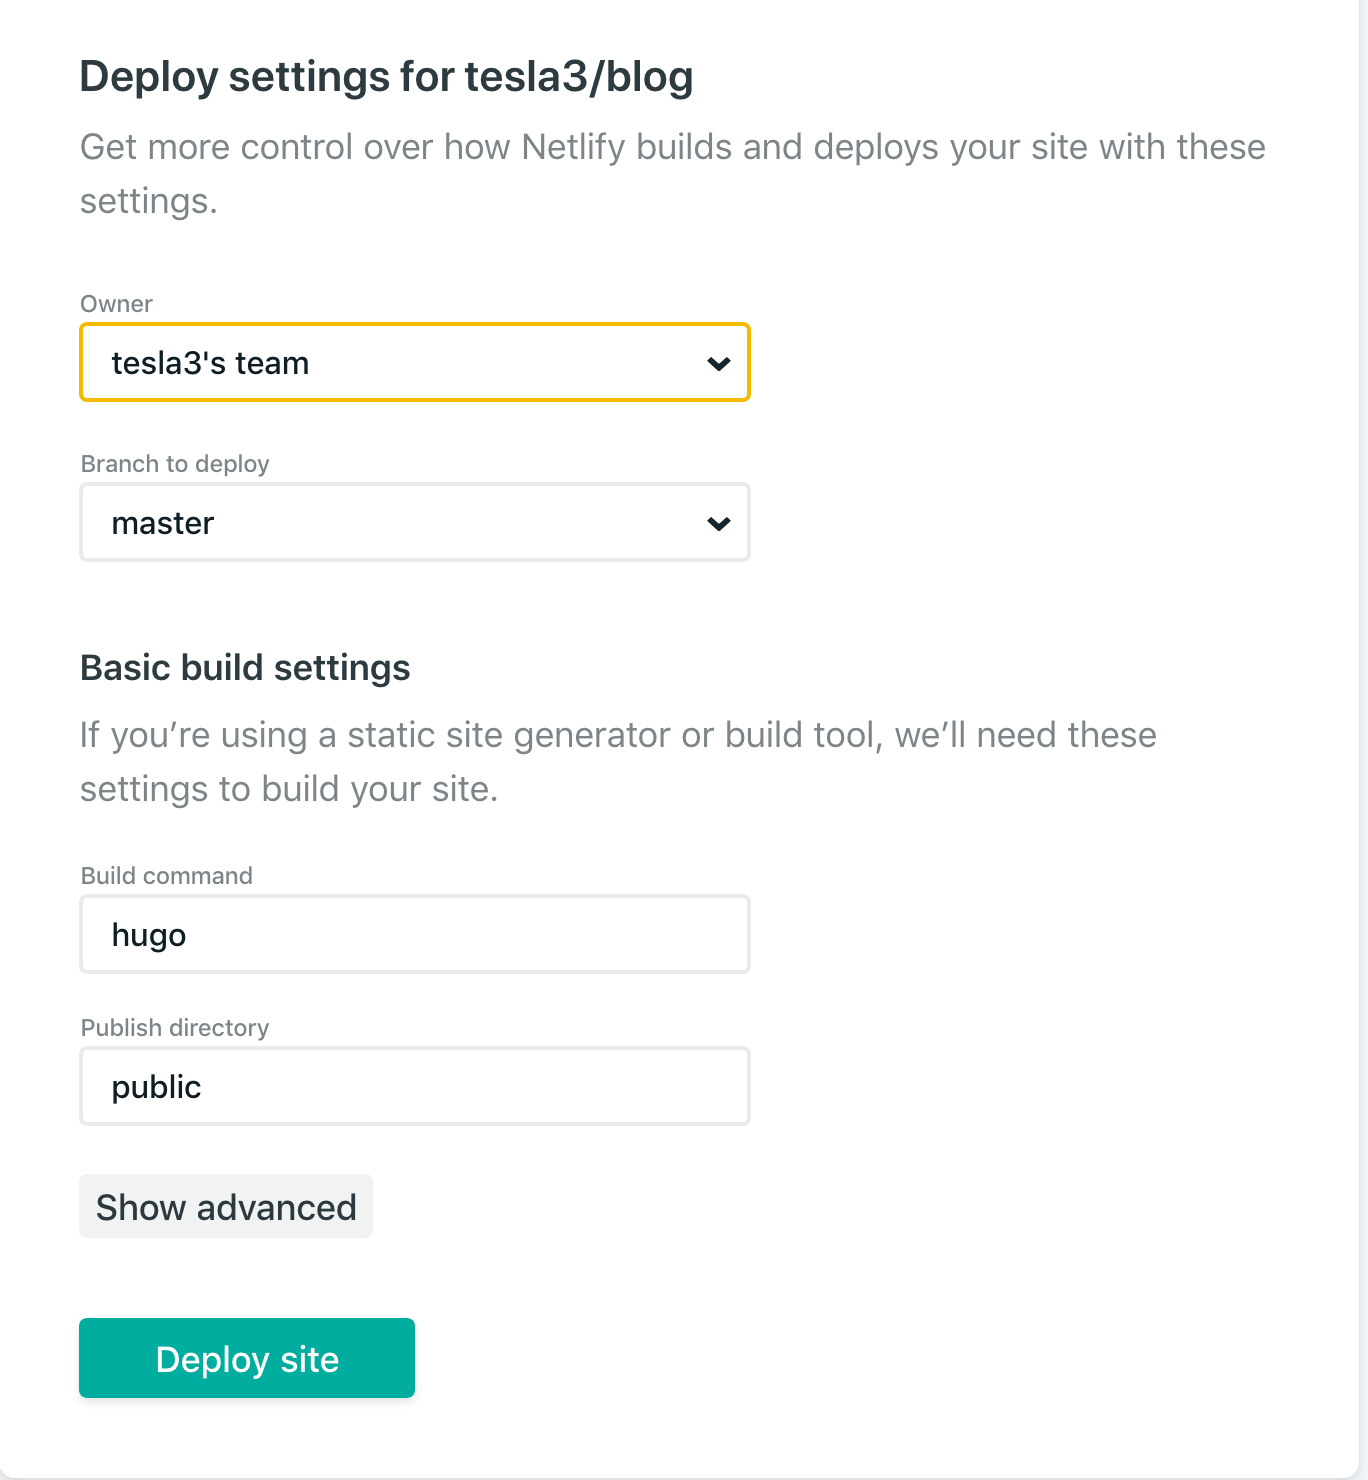 Deploy settings for tesla3/blog
Get more control over how Netlify builds and deploys your site with these
settings.
Owner
tesla3's team
Branch to deploy
master
Basic build settings
If you’re using a static site generator or build tool, we’ll need these
settings to build your site.
Build command
hugo
Publish directory
public
Show advanced
Deploy site